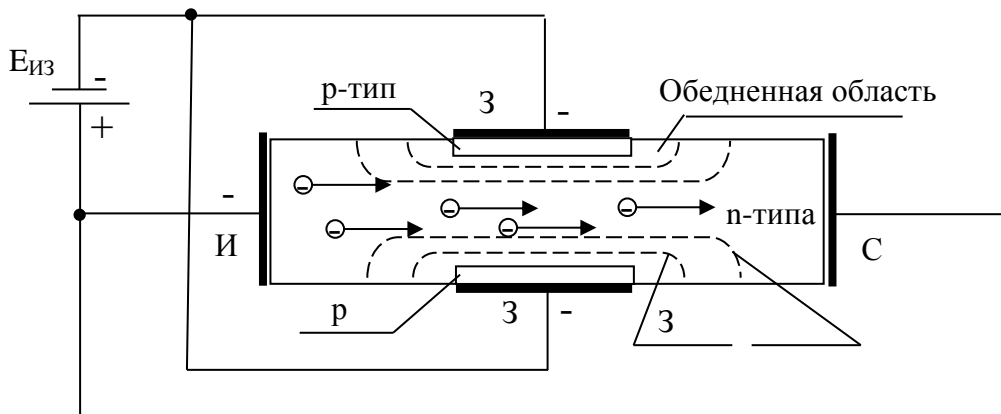 Eиз
-
+
p-тип
З
-
Обедненная область
-
И
n-типа
С
p
З
-
З